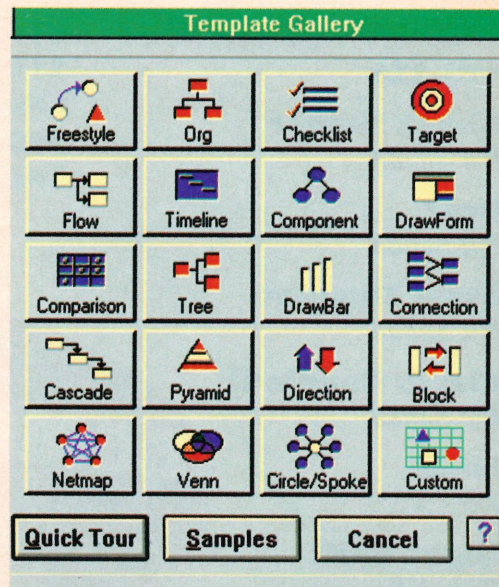 Template Gallery
Freestyle Org Checklist Target
Flow Timeline Component DrawForm
Comparison Tree DrawBar Connection
Cascade Pyramid Direction Block
Netmap Venn Circle/Spoke Custom
Quick Tour Samples Cancel ?